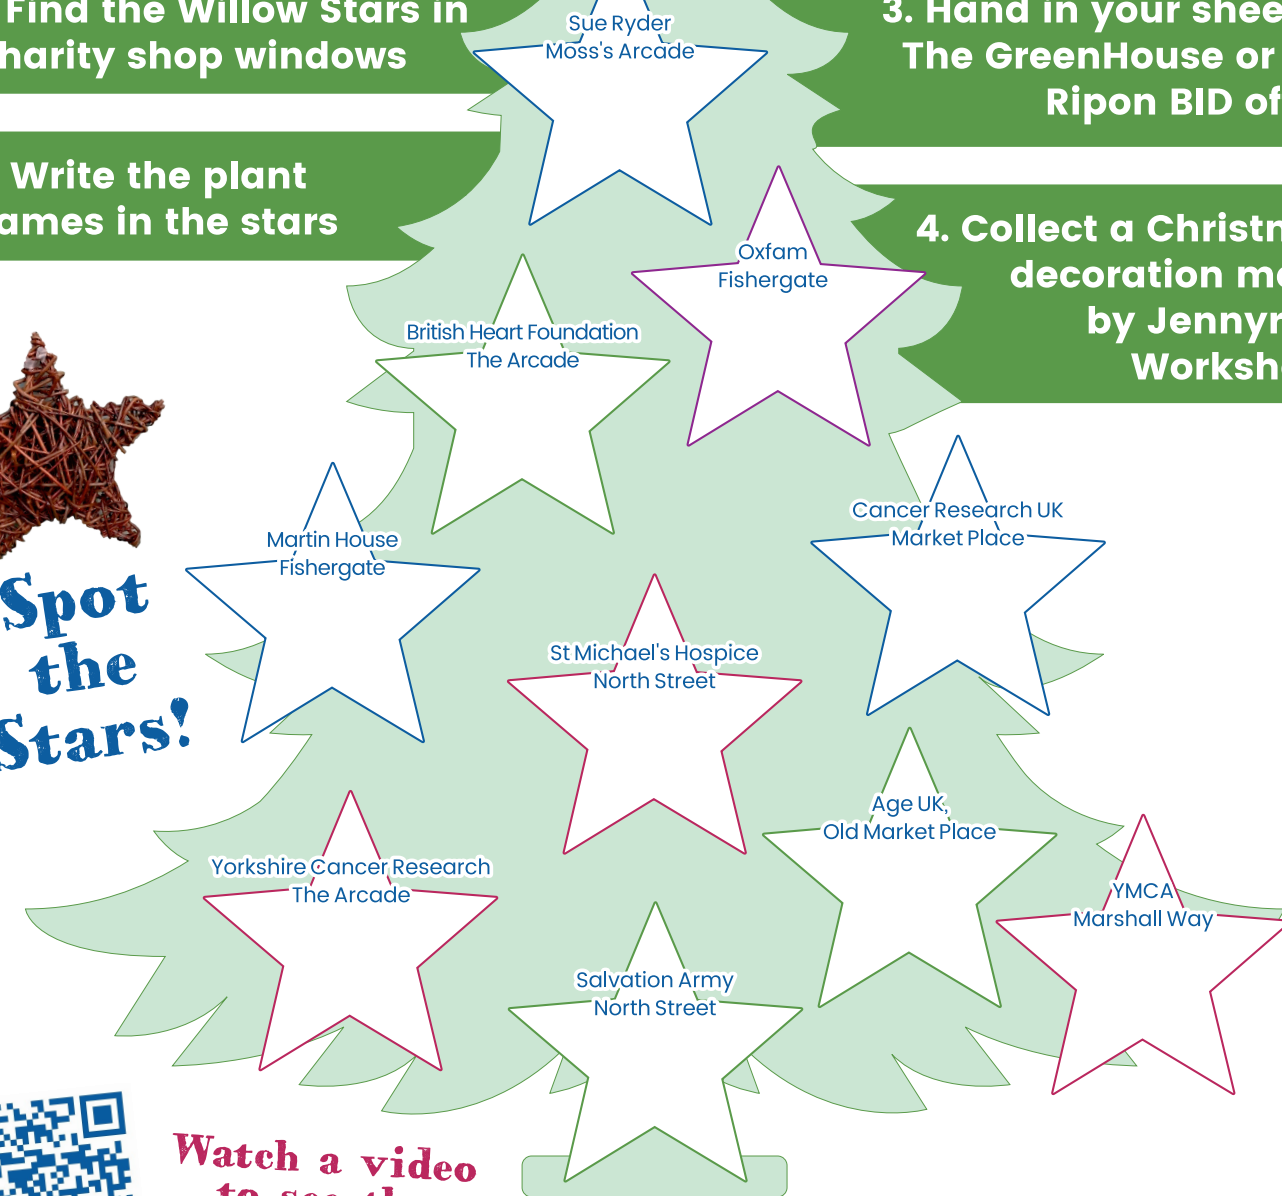 Find the Willow Stars in
harity shop windows
Write the plant
ames in the stars
3. Hand in your shee
The GreenHouse or
Ripon BID of
4. Collect a Christm
decoration ma
by Jennyr
Worksho
Sue Ryder
Moss's Arcade
Oxfam
Fishergate
British Heart Foundation
The Arcade
Martin House
Fishergate
Cancer Research UK
Market Place
St Michael's Hospice
North Street
Age UK,
Old Market Place
Yorkshire Cancer Research
The Arcade
YMCA
Marshall Way
Salvation Army
North Street
Spot
the
Stars!
Watch a video
to see th